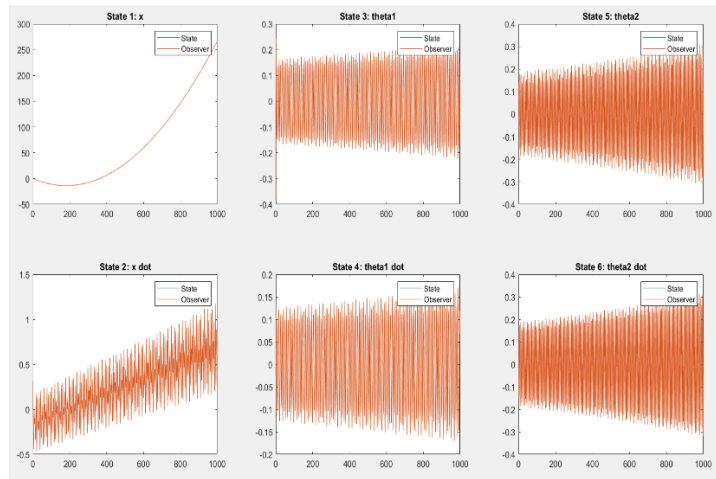 State 1: x
300
250
200
150
100
50
0
-50
0 200 400 600 800 1000
State
Observer
State 3: theta1
0.3
0.2
0.1
0
-0.1
-0.2
-0.3
-0.4
0 200 400 600 800 1000
State
Observer
State 5: theta2
0.4
0.3
0.2
0.1
0
-0.1
-0.2
-0.3
-0.4
0 200 400 600 800 1000
State
Observer
State 2: x dot
1.5
1
0.5
0
-0.5
0 200 400 600 800 1000
State
Observer
State 4: theta1 dot
0.2
0.15
0.1
0.05
0
-0.05
-0.1
-0.15
-0.2
0 200 400 600 800 1000
State
Observer
State 6: theta2 dot
0.4
0.3
0.2
0.1
0
-0.1
-0.2
-0.3
-0.4
0 200 400 600 800 1000
State
Observer